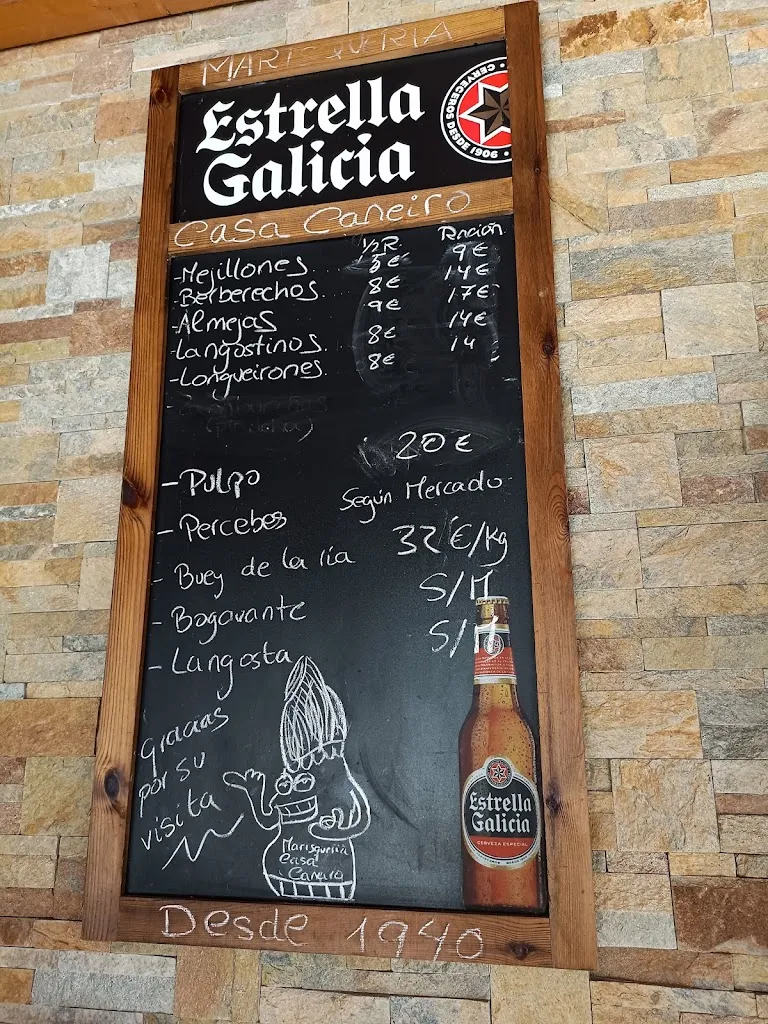 MARISQUERIA
Estrella
Galicia
CERVECEROS DESDE 1906
Casa Caneiro
½R. Ración
-Mejillones. 5€ 9€
-Berberechos. 8€ 14€
-Almejas 9€ 17€
-Langostinos. 8€ 14€
-Longueirones. 8€ 14
-Pulpo 20€
-Percebes Según Mercado
-Buey de la ría 32€/kg
-Bogavante S/M
-Langosta S/M
gracias
por su
visita
Marisquería
Casa
Caneiro
Estrella
Galicia
CERVEZA ESPECIAL
Desde 1940